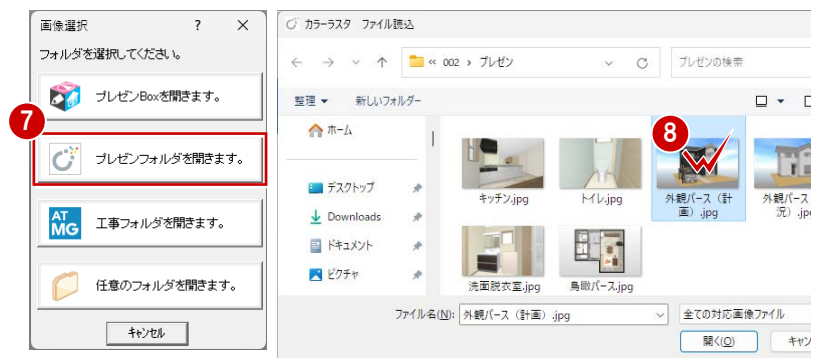 画像選択 ? ×
フォルダを選択してください。
プレゼンBoxを開きます。
7
プレゼンフォルダを開きます。
AT MG 工事フォルダを開きます。
任意のフォルダを開きます。
キャンセル
カラーラスタ ファイル読込
« 002 › プレゼン
プレゼンの検索
整理 新しいフォルダー
ホーム
デスクトップ
Downloads
ドキュメント
ピクチャ
8
キッチン.jpg
トイレ.jpg
外観パース（計
画）.jpg
外観パース
況）.jp
洗面脱衣室.jpg
鳥瞰パース.jpg
ファイル名(N): 外観パース（計画）.jpg
全ての対応画像ファイル
開く(O)
キャン